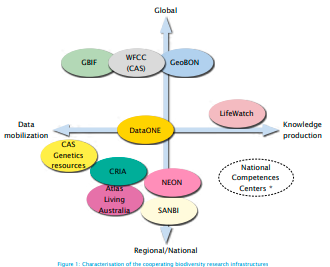 Global
GBIF
WFCC
(CAS)
GeoBON
LifeWatch
Data
mobilization
DataONE
Knowledge
production
CAS
Genetics
resources
CRIA
Atlas
Living
Australia
NEON
SANBI
National
Competences
Centers *
Regional/National
Figure 1: Characterisation of the cooperating biodiversity research infrastructures